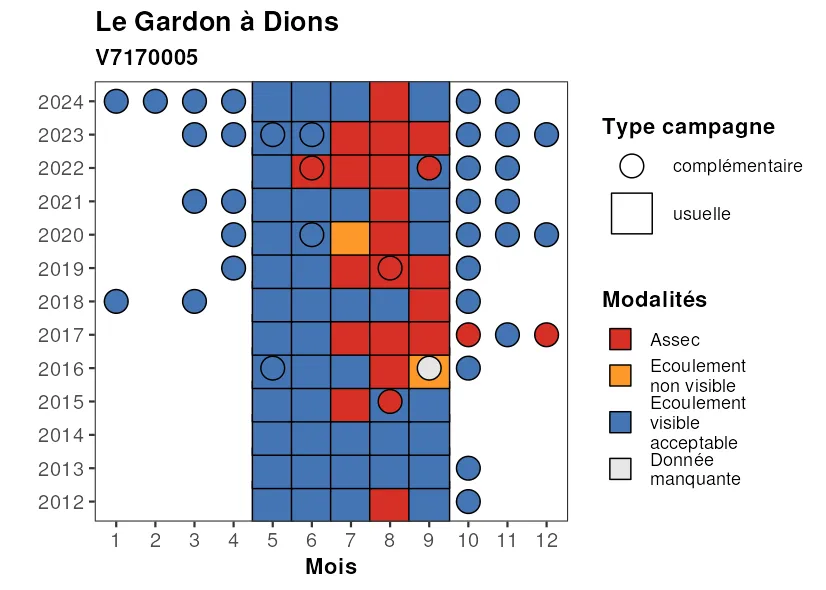 Le Gardon à Dions
V7170005
2024
2023
2022
2021
2020
2019
2018
2017
2016
2015
2014
2013
2012
1 2 3 4 5 6 7 8 9 10 11 12
Mois
Type campagne
complémentaire
usuelle
Modalités
Assec
Ecoulement
non visible
Ecoulement
visible
acceptable
Donnée
manquante